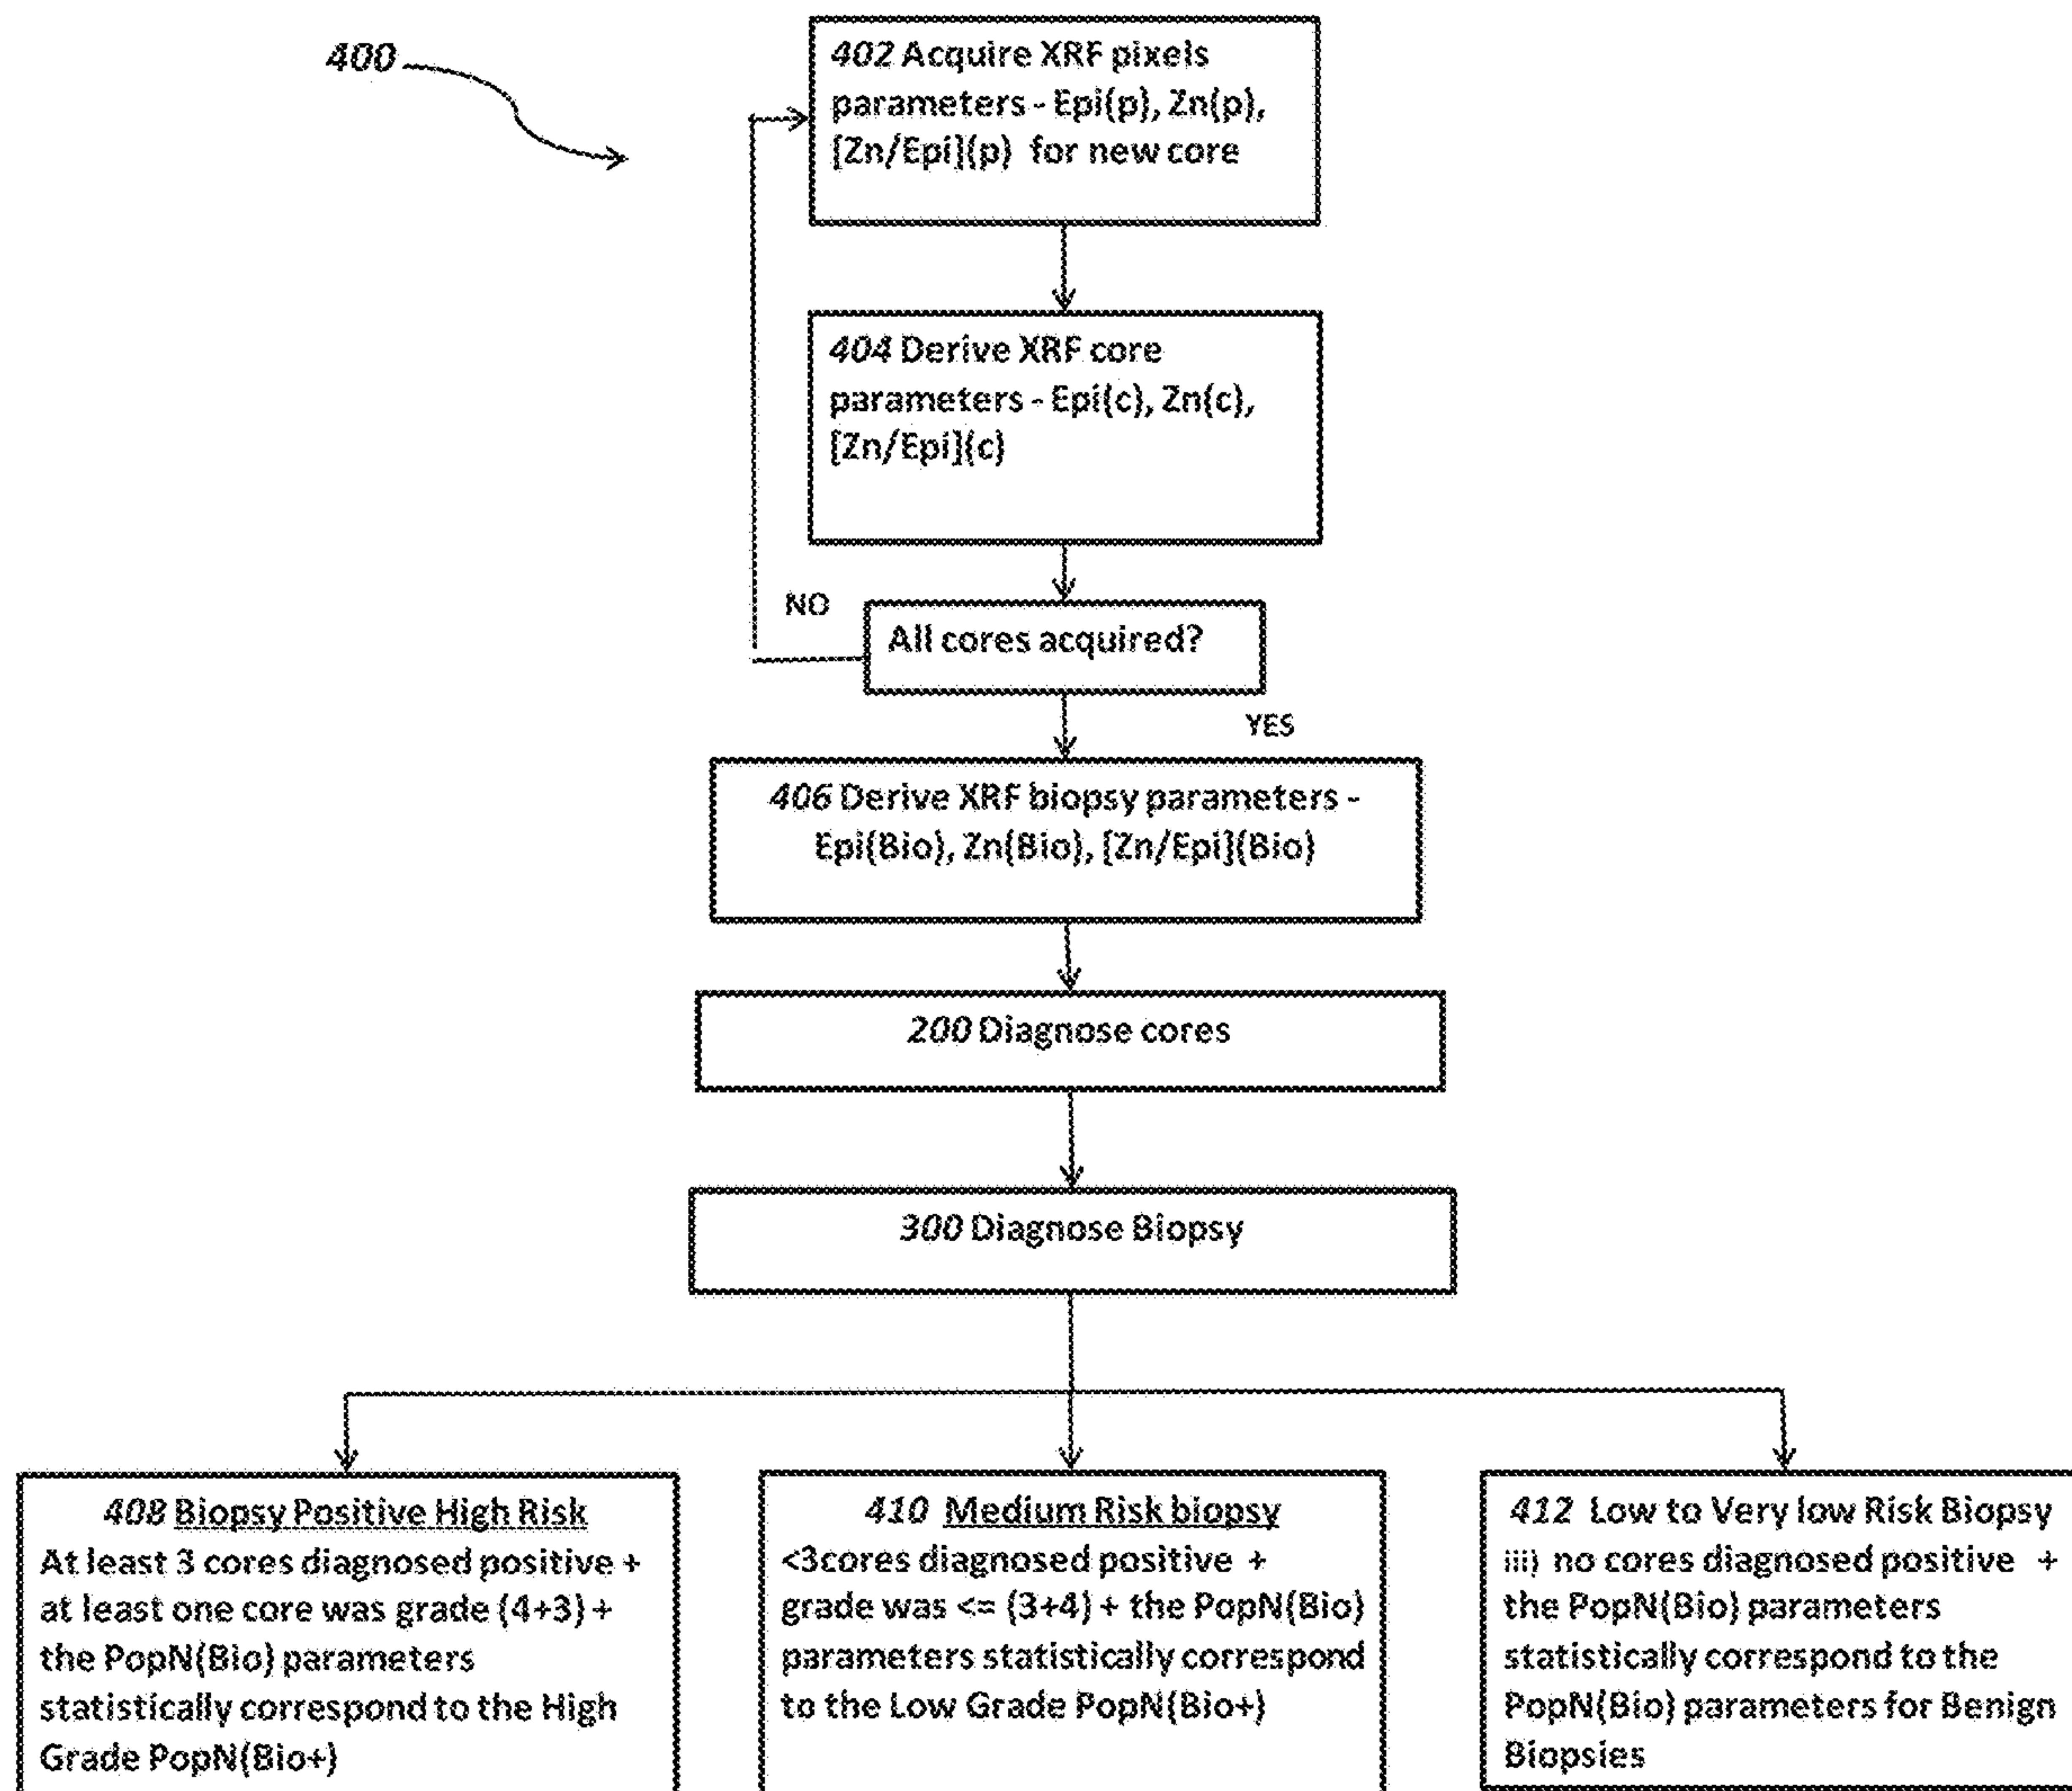 400
402 Acquire XRF pixels
parameters - Epi(p), Zn(p),
[Zn/Epi](p) for new core
404 Derive XRF core
parameters - Epi(c), Zn(c),
[Zn/Epi](c)
NO
All cores acquired?
YES
406 Derive XRF biopsy parameters -
Epi(Bio), Zn(Bio), [Zn/Epi](Bio)
200 Diagnose cores
300 Diagnose Biopsy
408 Biopsy Positive High Risk
At least 3 cores diagnosed positive +
at least one core was grade (4+3) +
the PopN(Bio) parameters
statistically correspond to the High
Grade PopN(Bio+)
410 Medium Risk biopsy
<3cores diagnosed positive +
grade was <= (3+4) + the PopN(Bio)
parameters statistically correspond
to the Low Grade PopN(Bio+)
412 Low to Very low Risk Biopsy
iii) no cores diagnosed positive +
the PopN(Bio) parameters
statistically correspond to the
PopN(Bio) parameters for Benign
Biopsies